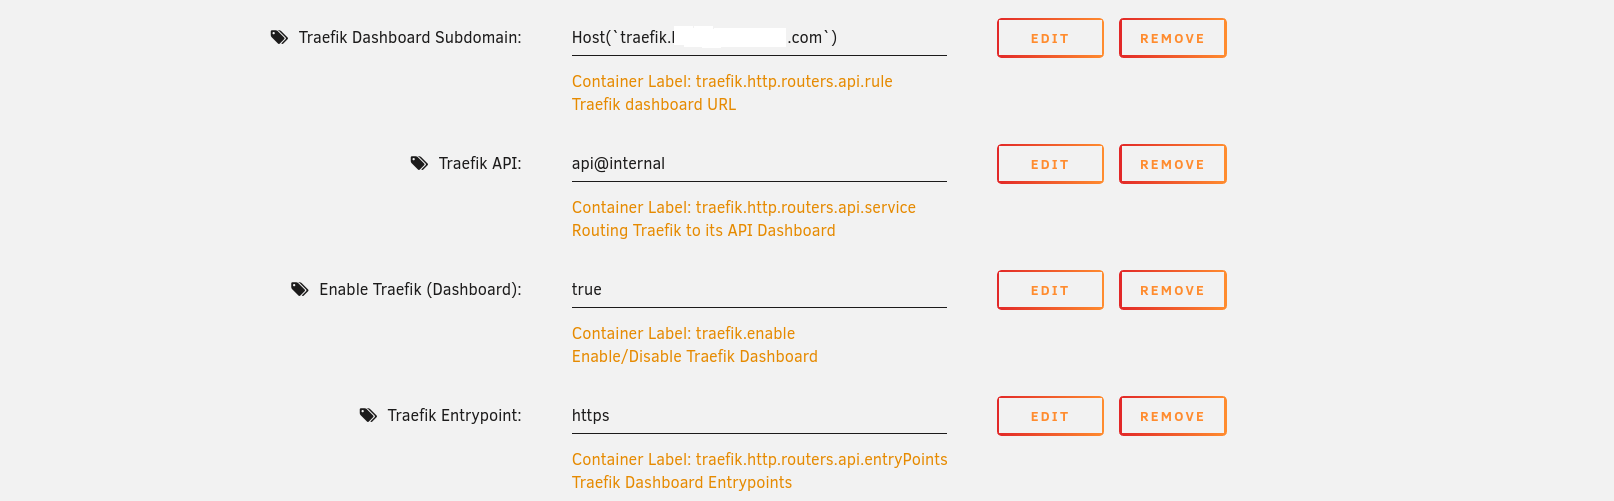 Traefik Dashboard Subdomain: Host(`traefik. .com`) EDIT REMOVE
Container Label: traefik.http.routers.api.rule
Traefik dashboard URL
Traefik API: api@internal EDIT REMOVE
Container Label: traefik.http.routers.api.service
Routing Traefik to its API Dashboard
Enable Traefik (Dashboard): true EDIT REMOVE
Container Label: traefik.enable
Enable/Disable Traefik Dashboard
Traefik Entrypoint: https EDIT REMOVE
Container Label: traefik.http.routers.api.entryPoints
Traefik Dashboard Entrypoints